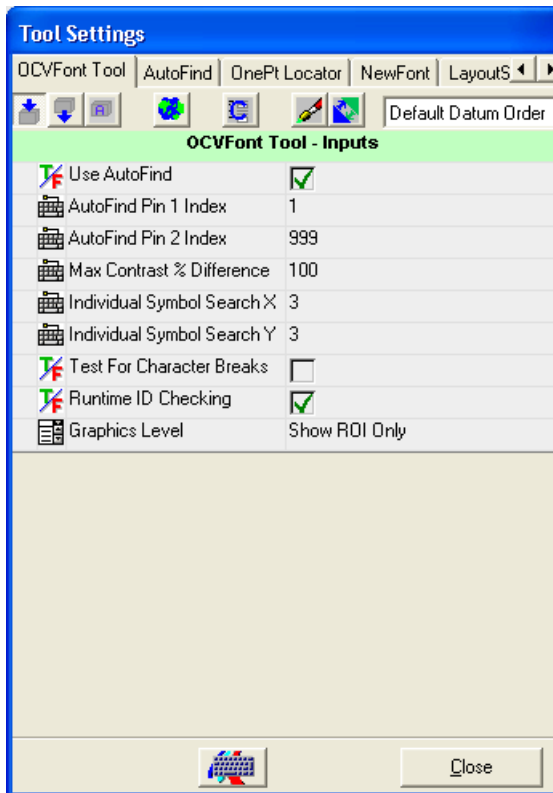 Tool Settings
OCVFont Tool AutoFind OnePt Locator NewFont LayoutS
Default Datum Order
OCVFont Tool - Inputs
Use AutoFind
AutoFind Pin 1 Index 1
AutoFind Pin 2 Index 999
Max Contrast % Difference 100
Individual Symbol Search X 3
Individual Symbol Search Y 3
Test For Character Breaks
Runtime ID Checking
Graphics Level Show ROI Only
Close